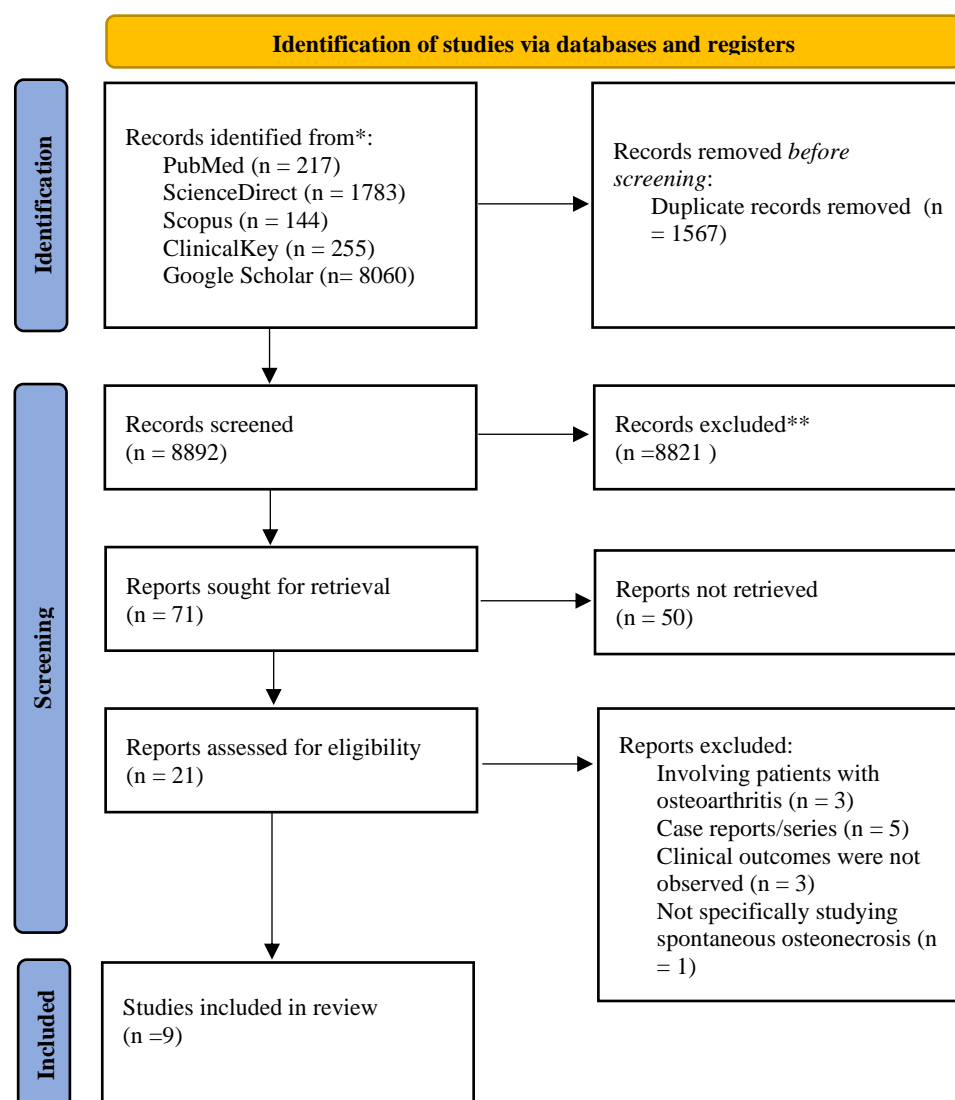 Identification of studies via databases and registers
Identification
Records identified from*:
PubMed (n = 217)
ScienceDirect (n = 1783)
Scopus (n = 144)
ClinicalKey (n = 255)
Google Scholar (n= 8060)
Records removed before
screening:
Duplicate records removed (n
= 1567)
Screening
Records screened
(n = 8892)
Records excluded**
(n =8821 )
Reports sought for retrieval
(n = 71)
Reports not retrieved
(n = 50)
Reports assessed for eligibility
(n = 21)
Reports excluded:
Involving patients with
osteoarthritis (n = 3)
Case reports/series (n = 5)
Clinical outcomes were not
observed (n = 3)
Not specifically studying
spontaneous osteonecrosis (n
= 1)
Included
Studies included in review
(n =9)